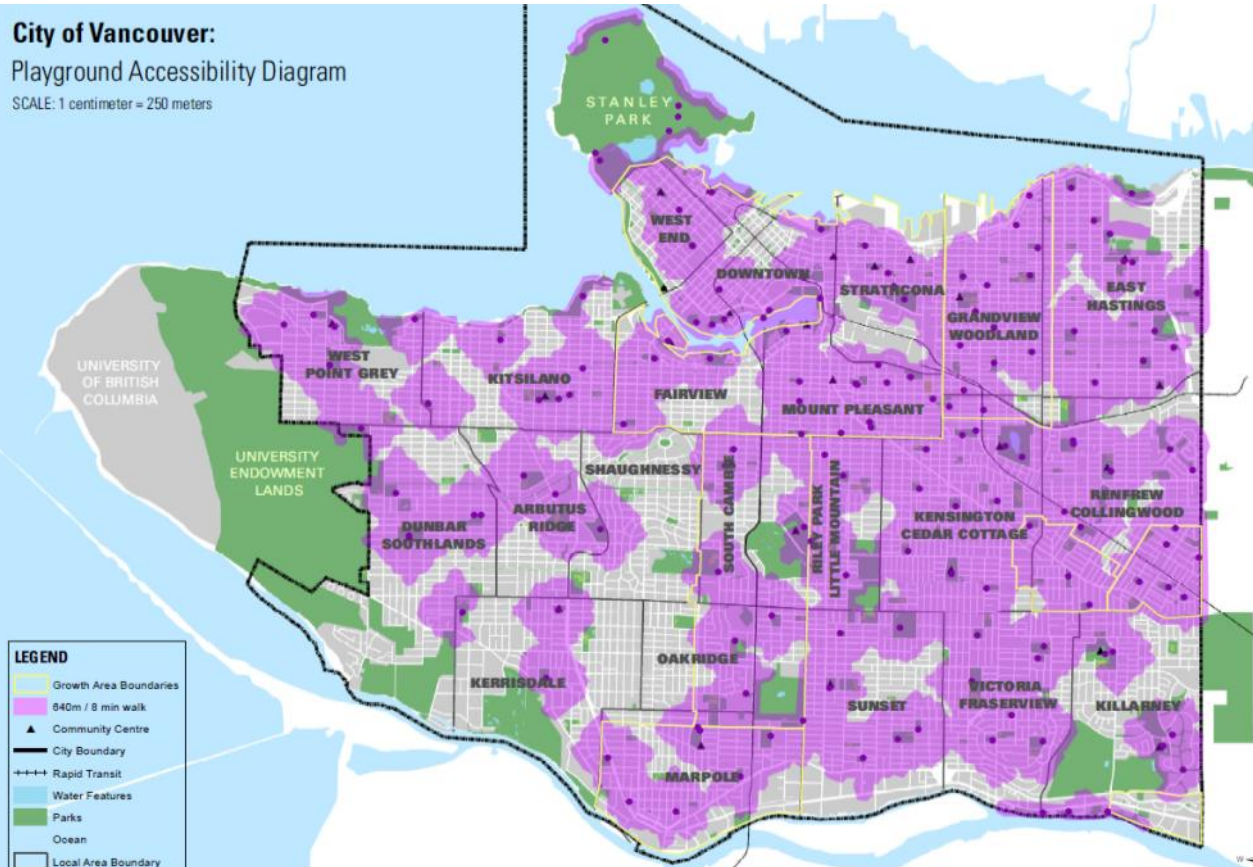 City of Vancouver:
Playground Accessibility Diagram
SCALE: 1 centimeter = 250 meters
STANLEY
PARK
WEST
END
DOWNTOWN
STRATHCONA
EAST
HASTINGS
GRANDVIEW
WOODLAND
UNIVERSITY
OF BRITISH
COLUMBIA
WEST
POINT GREY
KITSILANO
FAIRVIEW
MOUNT PLEASANT
UNIVERSITY
ENDOWMENT
LANDS
SHAUGHNESSY
ARBUTUS
RIDGE
DUNBAR
SOUTHLANDS
SOUTH CAMBIE
RILEY PARK
LITTLE MOUNTAIN
KENSINGTON
CEDAR COTTAGE
RENFREW
COLLINGWOOD
OAKRIDGE
KERRISDALE
SUNSET
VICTORIA
FRASERVIEW
KILLARNEY
MARPOLE
LEGEND
Growth Area Boundaries
640m / 8 min walk
Community Centre
City Boundary
Rapid Transit
Water Features
Parks
Ocean
Local Area Boundary